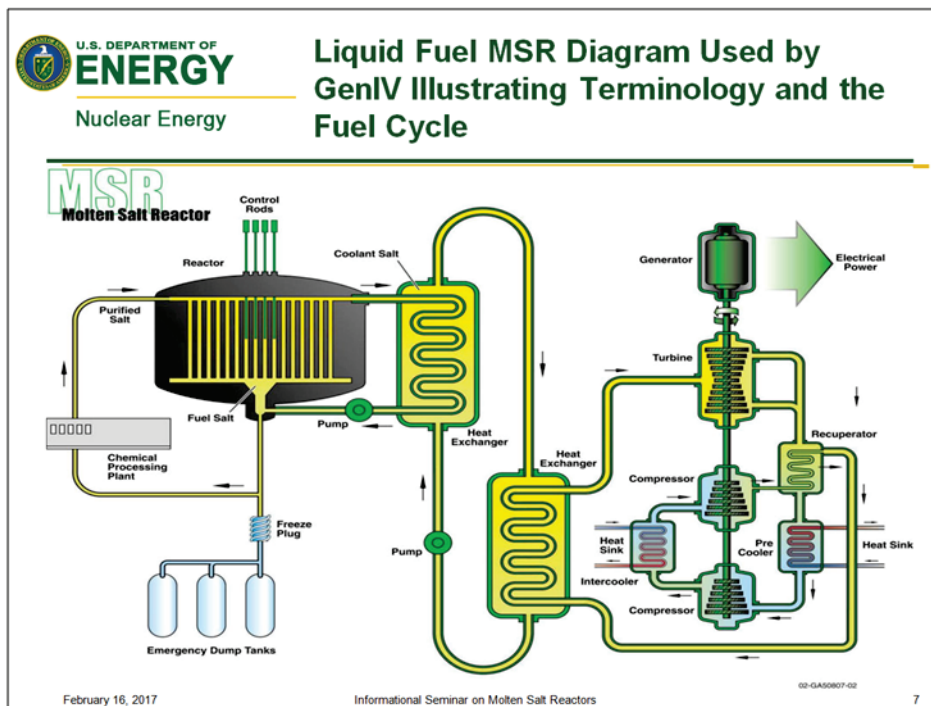 U.S. DEPARTMENT OF
ENERGY
Nuclear Energy
Liquid Fuel MSR Diagram Used by
GenIV Illustrating Terminology and the
Fuel Cycle
MSR
Molten Salt Reactor
Control
Rods
Reactor
Coolant Salt
Generator
Electrical
Power
Purified
Salt
Turbine
Fuel Salt
Pump
Heat
Exchanger
Chemical
Processing
Plant
Heat
Exchanger
Recuperator
Compressor
Freeze
Plug
Pump
Heat
Sink
Pre
Cooler
Heat Sink
Intercooler
Compressor
Emergency Dump Tanks
02-GA50807-02
February 16, 2017
Informational Seminar on Molten Salt Reactors
7